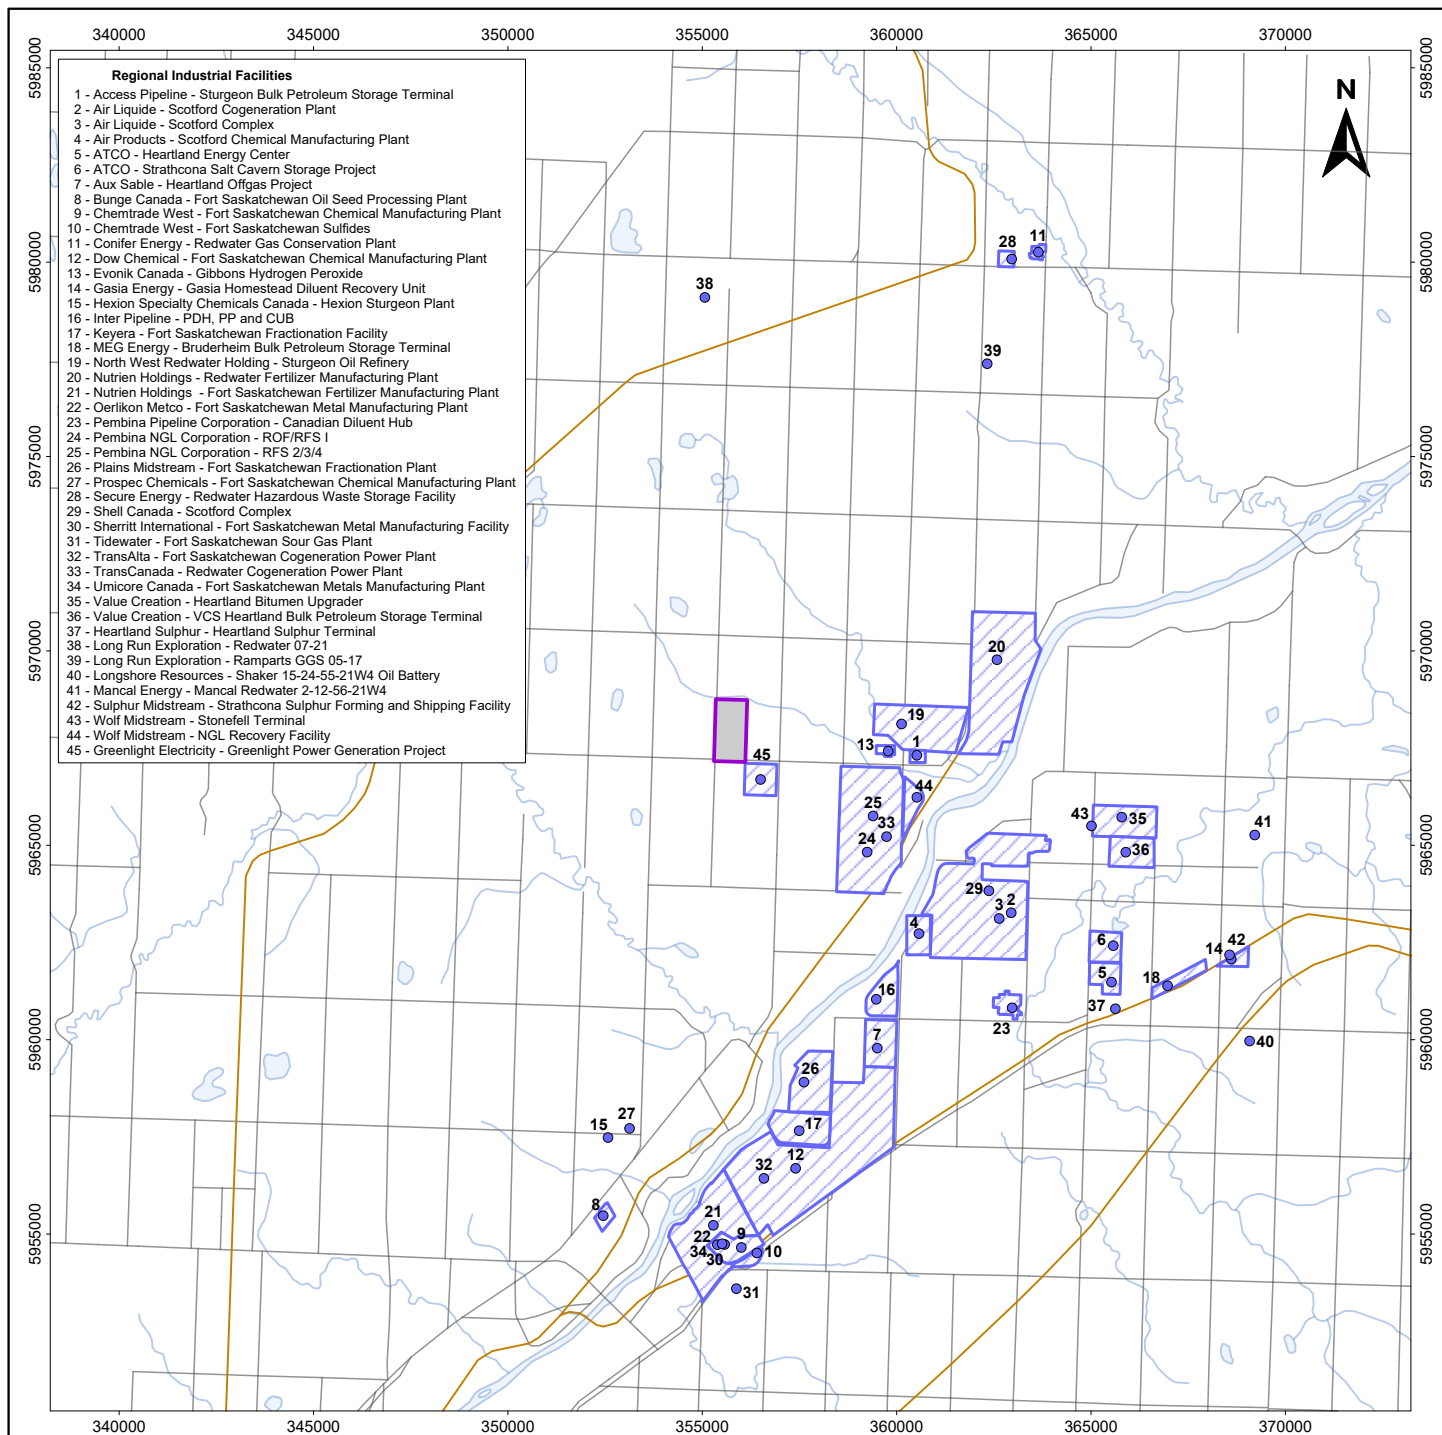 340000 345000 350000 355000 360000 365000 370000
5985000
5985000
Regional Industrial Facilities
1 - Access Pipeline - Sturgeon Bulk Petroleum Storage Terminal
2 - Air Liquide - Scotford Cogeneration Plant
3 - Air Liquide - Scotford Complex
4 - Air Products - Scotford Chemical Manufacturing Plant
5 - ATCO - Heartland Energy Center
6 - ATCO - Strathcona Salt Cavern Storage Project
7 - Aux Sable - Heartland Offgas Project
8 - Bunge Canada - Fort Saskatchewan Oil Seed Processing Plant
9 - Chemtrade West - Fort Saskatchewan Chemical Manufacturing Plant
10 - Chemtrade West - Fort Saskatchewan Sulfides
11 - Conifer Energy - Redwater Gas Conservation Plant
12 - Dow Chemical - Fort Saskatchewan Chemical Manufacturing Plant
13 - Evonik Canada - Gibbons Hydrogen Peroxide
14 - Gasia Energy - Gasia Homestead Diluent Recovery Unit
15 - Hexion Specialty Chemicals Canada - Hexion Sturgeon Plant
16 - Inter Pipeline - PDH, PP and CUB
17 - Keyera - Fort Saskatchewan Fractionation Facility
18 - MEG Energy - Bruderheim Bulk Petroleum Storage Terminal
19 - North West Redwater Holding - Sturgeon Oil Refinery
20 - Nutrien Holdings - Redwater Fertilizer Manufacturing Plant
21 - Nutrien Holdings  - Fort Saskatchewan Fertilizer Manufacturing Plant
22 - Oerlikon Metco - Fort Saskatchewan Metal Manufacturing Plant
23 - Pembina Pipeline Corporation - Canadian Diluent Hub
24 - Pembina NGL Corporation - ROF/RFS I
25 - Pembina NGL Corporation - RFS 2/3/4
26 - Plains Midstream - Fort Saskatchewan Fractionation Plant
27 - Prospec Chemicals - Fort Saskatchewan Chemical Manufacturing Plant
28 - Secure Energy - Redwater Hazardous Waste Storage Facility
29 - Shell Canada - Scotford Complex
30 - Sherritt International - Fort Saskatchewan Metal Manufacturing Facility
31 - Tidewater - Fort Saskatchewan Sour Gas Plant
32 - TransAlta - Fort Saskatchewan Cogeneration Power Plant
33 - TransCanada - Redwater Cogeneration Power Plant
34 - Umicore Canada - Fort Saskatchewan Metals Manufacturing Plant
35 - Value Creation - Heartland Bitumen Upgrader
36 - Value Creation - VCS Heartland Bulk Petroleum Storage Terminal
37 - Heartland Sulphur - Heartland Sulphur Terminal
38 - Long Run Exploration - Redwater 07-21
39 - Long Run Exploration - Ramparts GGS 05-17
40 - Longshore Resources - Shaker 15-24-55-21W4 Oil Battery
41 - Mancal Energy - Mancal Redwater 2-12-56-21W4
42 - Sulphur Midstream - Strathcona Sulphur Forming and Shipping Facility
43 - Wolf Midstream - Stonefell Terminal
44 - Wolf Midstream - NGL Recovery Facility
45 - Greenlight Electricity - Greenlight Power Generation Project
N
28 11
5980000
5980000
38
39
5975000
5975000
20
5970000
5970000
19
13 1
45
44
25
43 35 41
33
24 36
5965000
5965000
29
3 2
4
6 42
14
5 18
16
37
23
5960000
5960000
7 40
26
27
15 17
12
32
8
21
22 9
34 10
30
5955000
5955000
31
340000 345000 350000 355000 360000 365000 370000